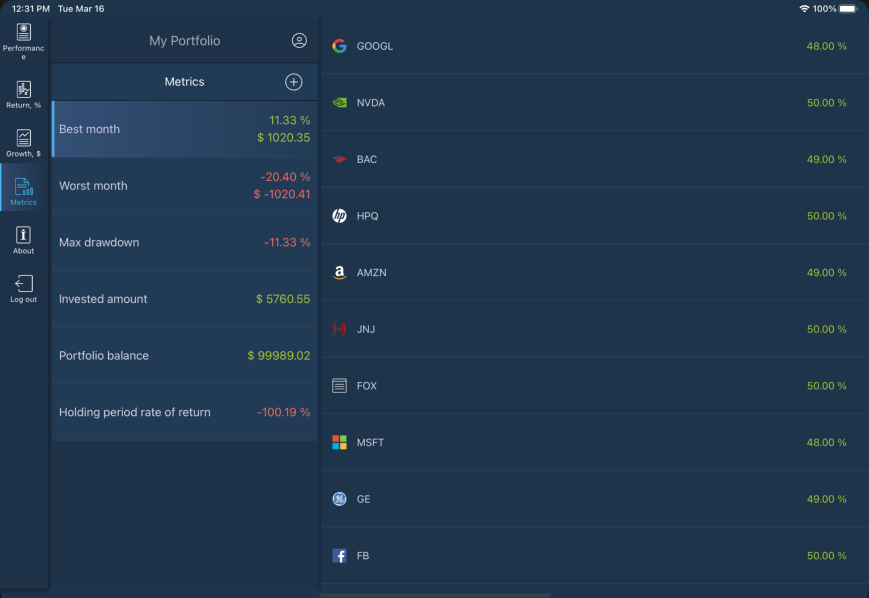 12:31 PM Tue Mar 16
100%
Performanc
e
Return, %
Growth, $
Metrics
About
Log out
My Portfolio
Metrics
Best month
11.33 %
$ 1020.35
Worst month
-20.40 %
$ -1020.41
Max drawdown
-11.33 %
Invested amount
$ 5760.55
Portfolio balance
$ 99989.02
Holding period rate of return
-100.19 %
GOOGL 48.00 %
NVDA 50.00 %
BAC 49.00 %
hp HPQ 50.00 %
a AMZN 49.00 %
JNJ 50.00 %
FOX 50.00 %
MSFT 48.00 %
GE 49.00 %
f FB 50.00 %